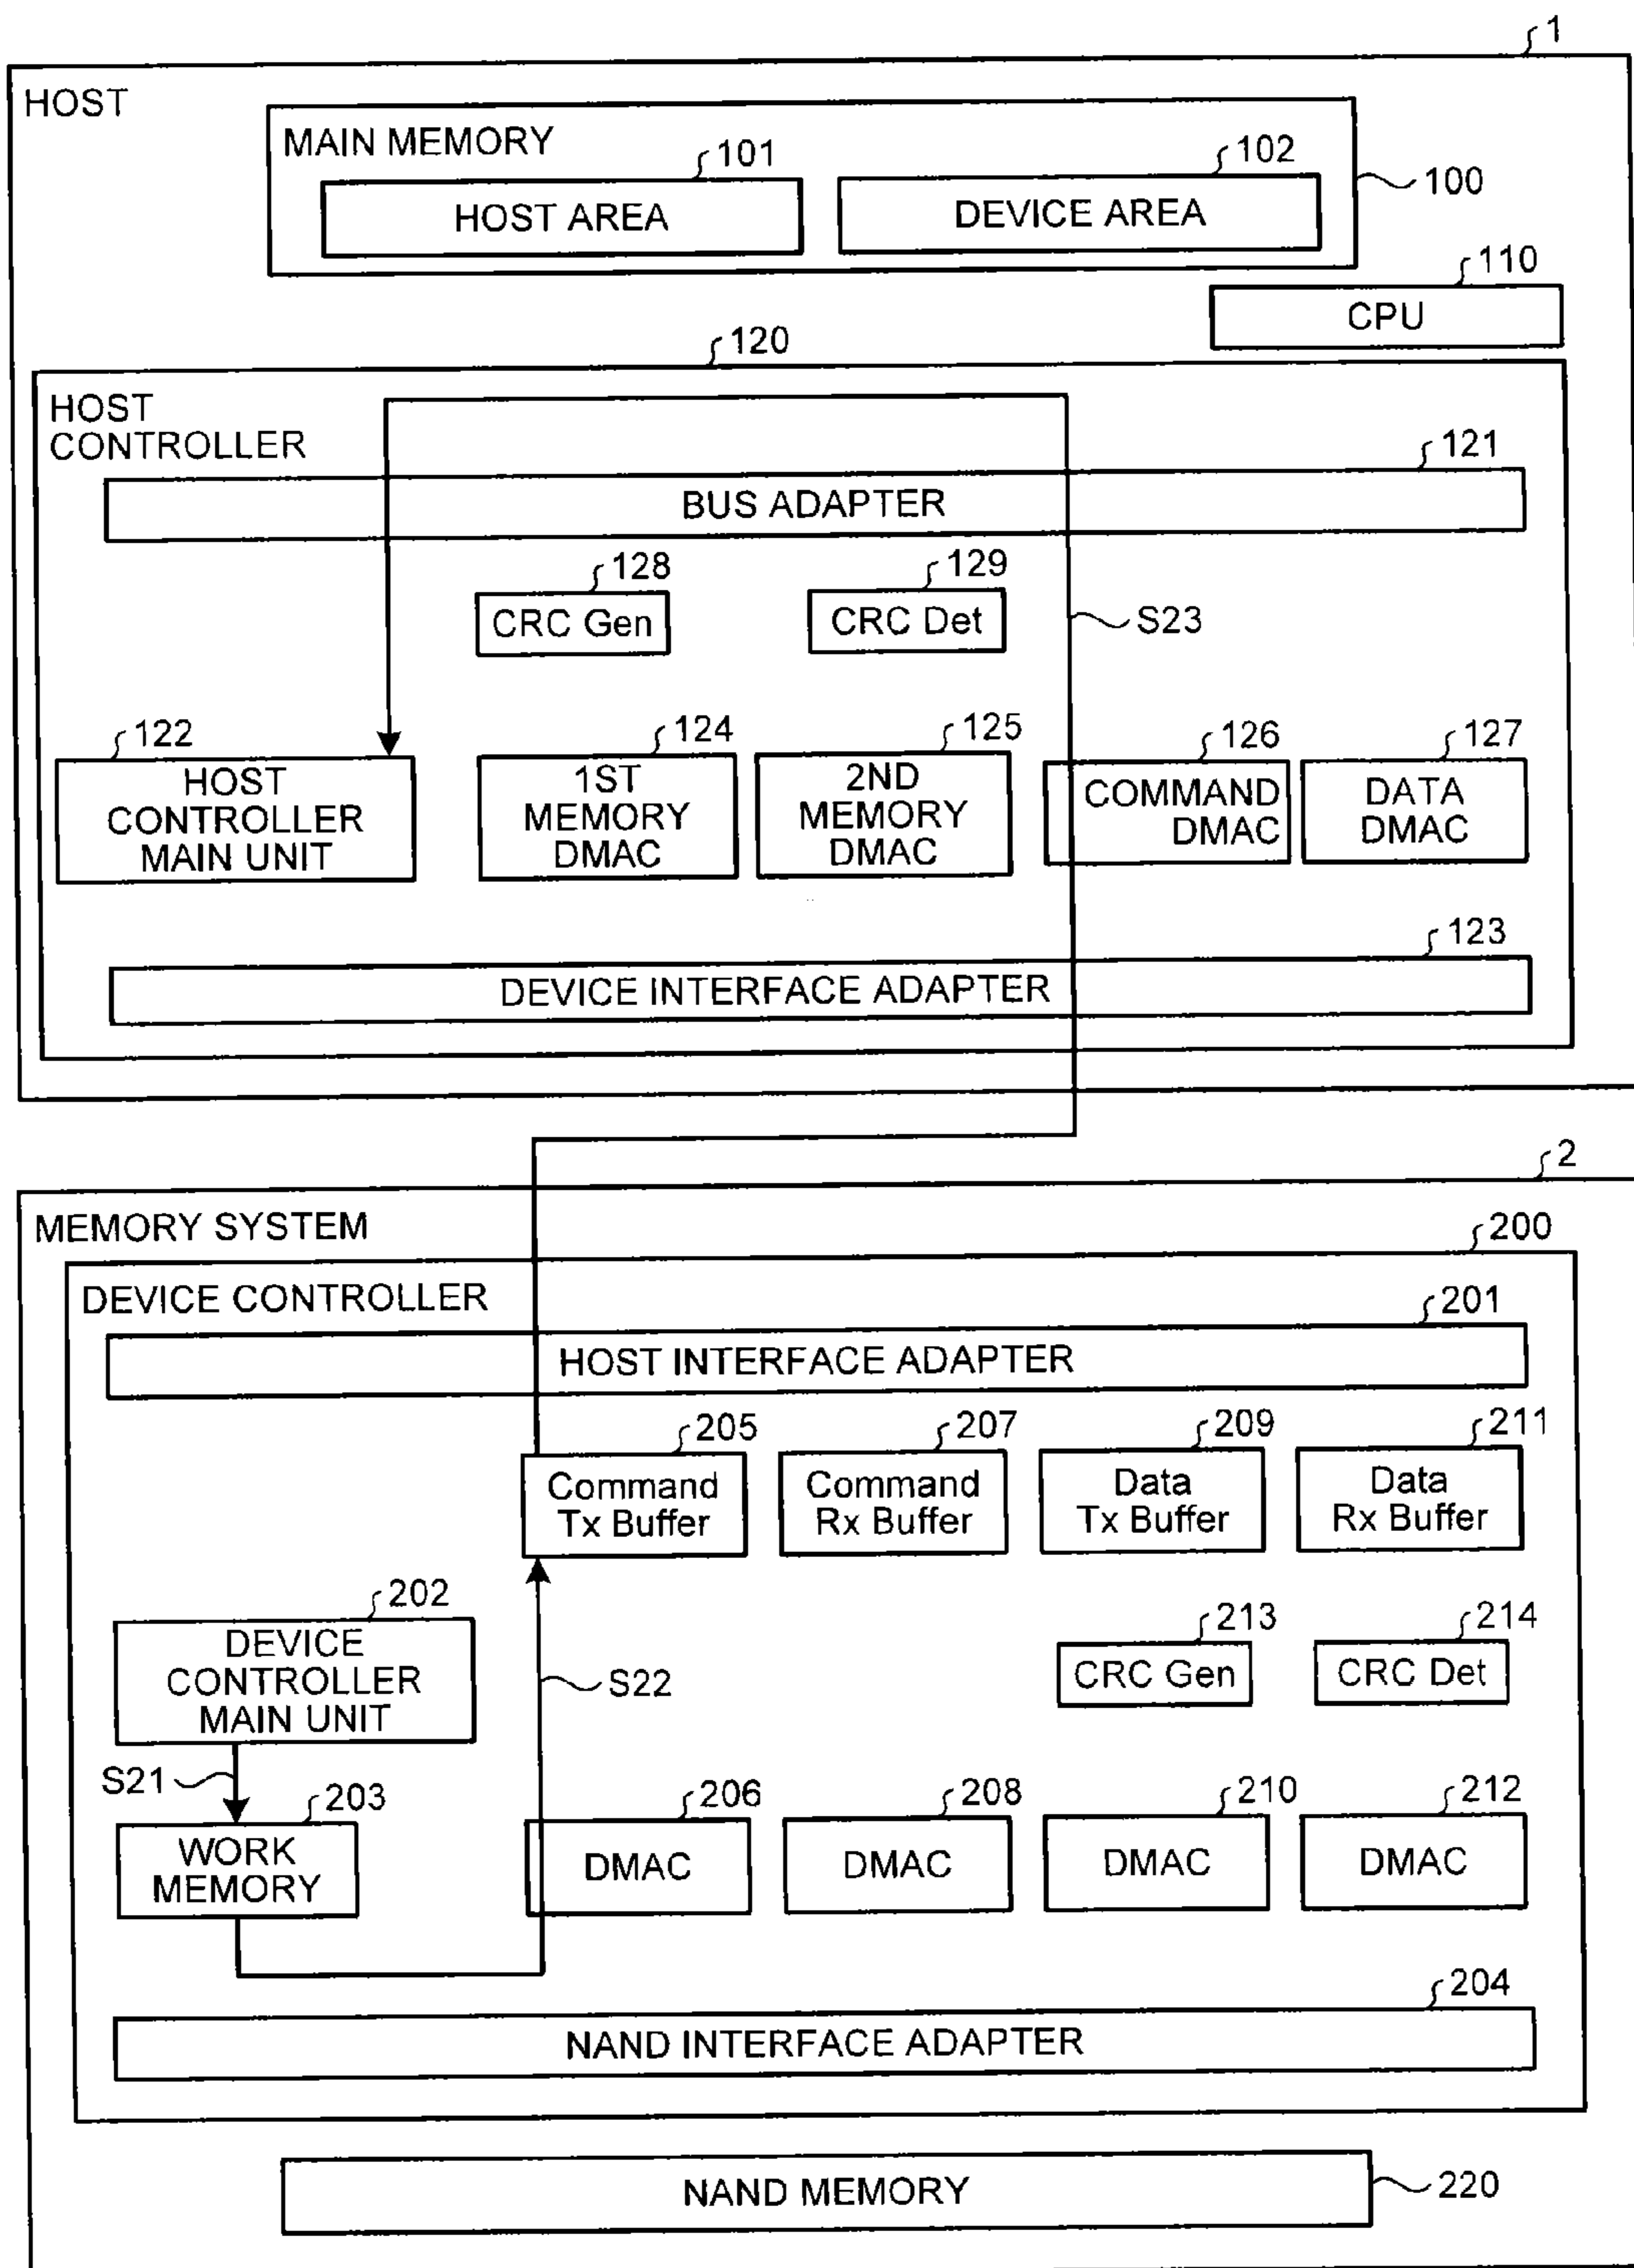 1
HOST
MAIN MEMORY
101
102
HOST AREA
DEVICE AREA
100
110
CPU
120
HOST
CONTROLLER
121
BUS ADAPTER
128
129
CRC Gen
CRC Det
S23
122
124
125
126
127
HOST
CONTROLLER
MAIN UNIT
1ST
MEMORY
DMAC
2ND
MEMORY
DMAC
COMMAND
DMAC
DATA
DMAC
123
DEVICE INTERFACE ADAPTER
2
MEMORY SYSTEM
200
DEVICE CONTROLLER
201
HOST INTERFACE ADAPTER
205
207
209
211
Command
Tx Buffer
Command
Rx Buffer
Data
Tx Buffer
Data
Rx Buffer
202
213
214
DEVICE
CONTROLLER
MAIN UNIT
S22
CRC Gen
CRC Det
S21
203
206
208
210
212
WORK
MEMORY
DMAC
DMAC
DMAC
DMAC
204
NAND INTERFACE ADAPTER
NAND MEMORY
220